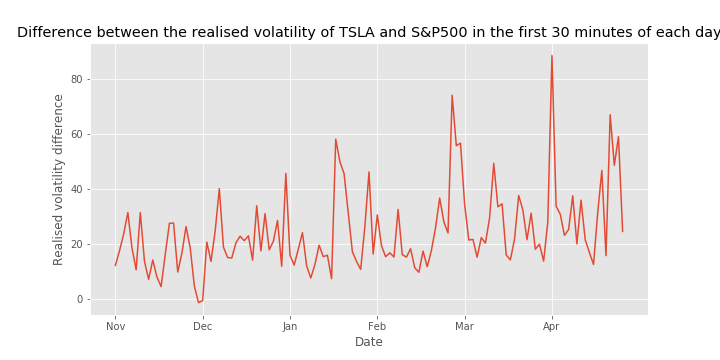 Difference between the realised volatility of TSLA and S&P500 in the first 30 minutes of each day
Realised volatility difference
80
60
40
20
0
Nov Dec Jan Feb Mar Apr
Date